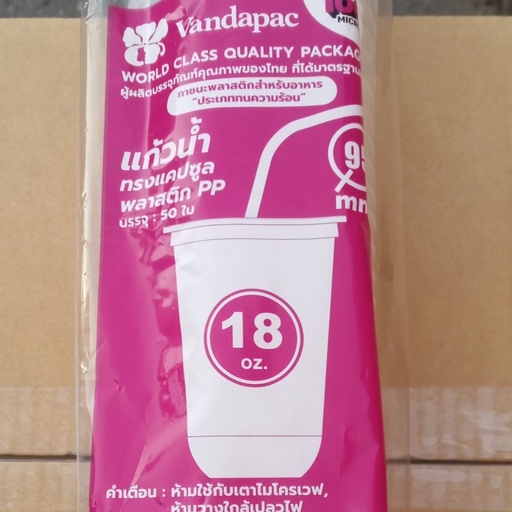 Vandapac
WORLD CLASS QUALITY PACKAG
ผู้ผลิตบรรจุภัณฑ์คุณภาพของไทย ที่ได้มาตรฐาน
ภาชนะพลาสติกสำหรับอาหาร
"ประเภททนความร้อน"
แก้วน้ำ
ทรงแคปซูล
พลาสติก PP
บรรจุ : 50 ใบ
95
mm
18
OZ.
คำเตือน : ห้ามใช้กับเตาไมโครเวฟ,
ห้ามวางใกล้เปลวไฟ